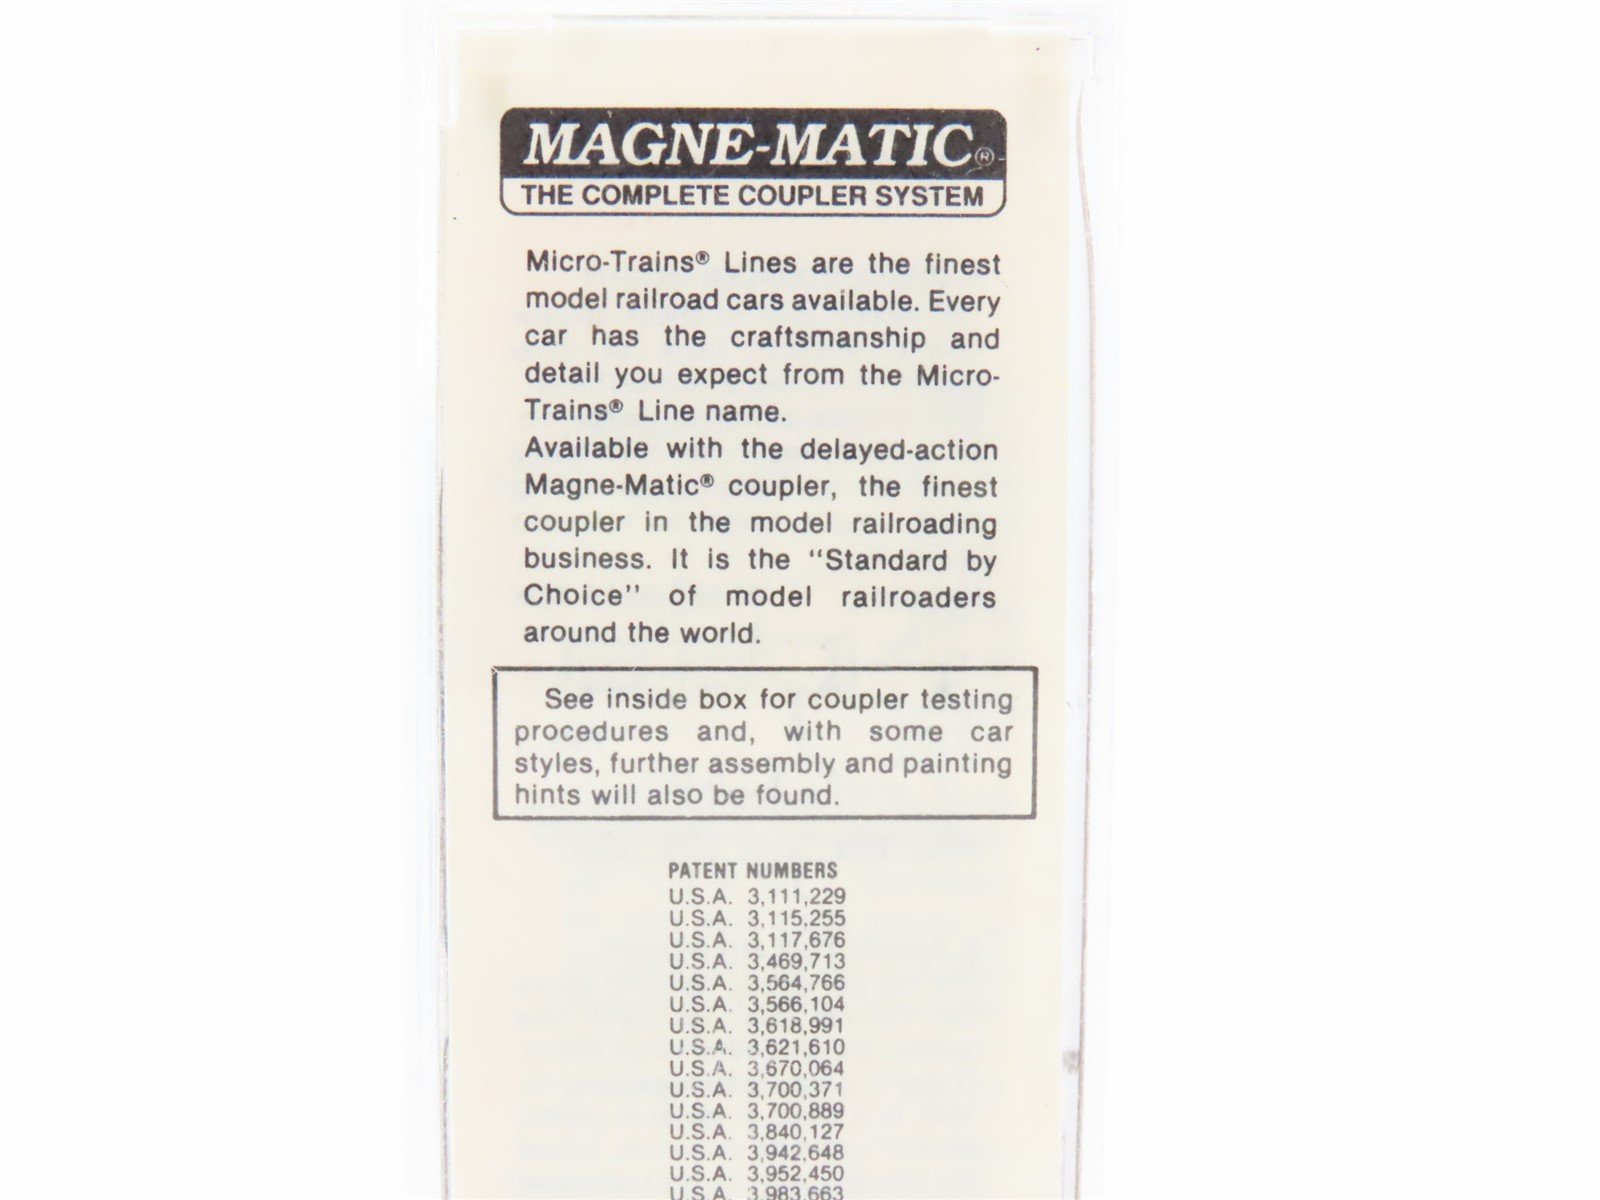 MAGNE-MATIC®
THE COMPLETE COUPLER SYSTEM
Micro-Trains® Lines are the finest
model railroad cars available. Every
car has the craftsmanship and
detail you expect from the Micro-
Trains® Line name.
Available with the delayed-action
Magne-Matic® coupler, the finest
coupler in the model railroading
business. It is the "Standard by
Choice" of model railroaders
around the world.
See inside box for coupler testing
procedures and, with some car
styles, further assembly and painting
hints will also be found.
PATENT NUMBERS
U.S.A. 3,111,229
U.S.A. 3,115,255
U.S.A. 3,117,676
U.S.A. 3,469,713
U.S.A. 3,564,766
U.S.A. 3,566,104
U.S.A. 3,618,991
U.S.A. 3,621,610
U.S.A. 3,670,064
U.S.A. 3,700,371
U.S.A. 3,700,889
U.S.A. 3,840,127
U.S.A. 3,942,648
U.S.A. 3,952,450
U.S.A. 3,983,663